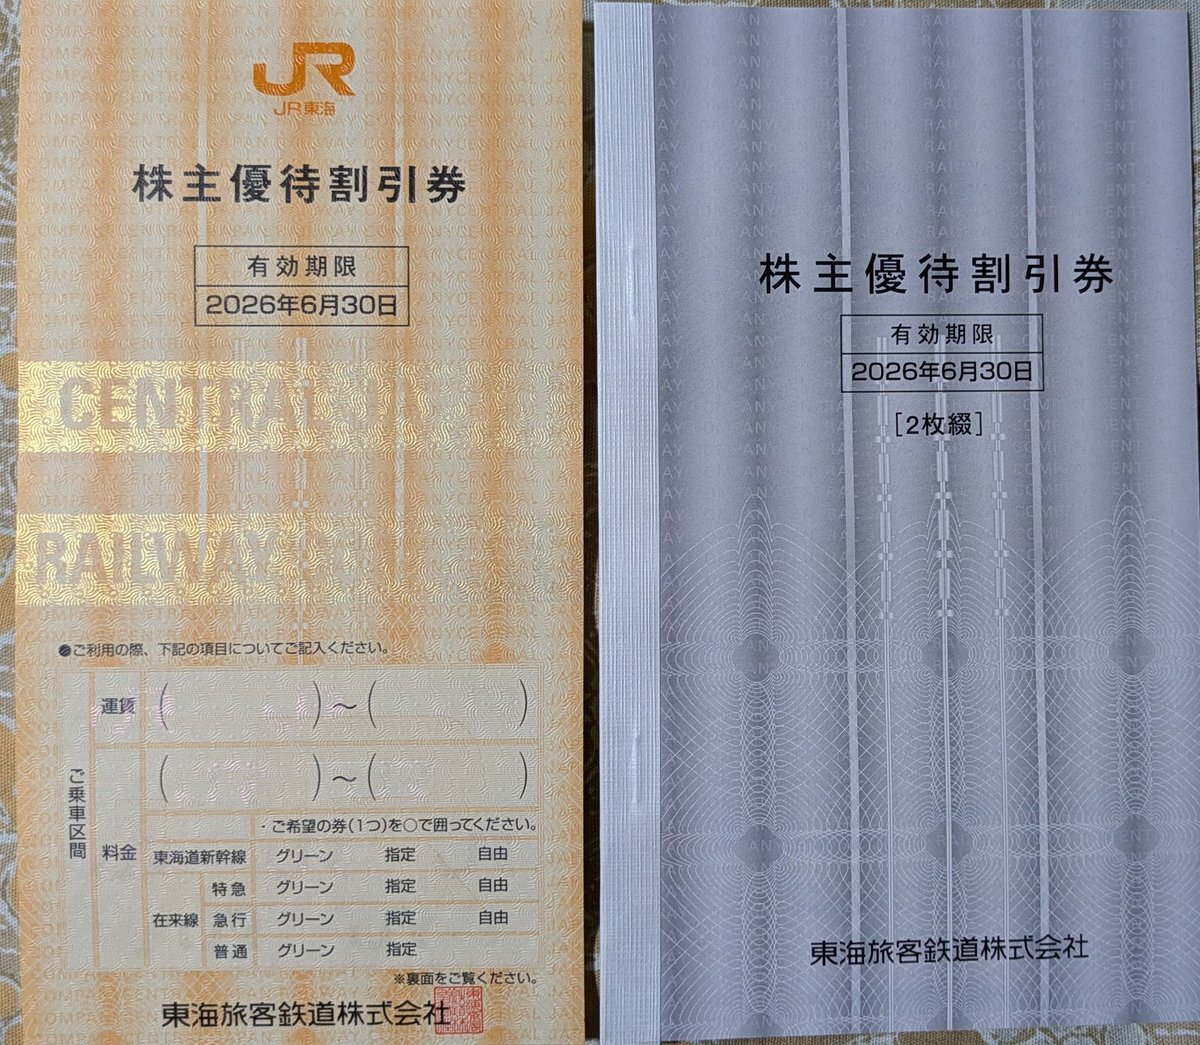 JR
JR東海
株主優待割引券
有効期限
2026年6月30日
CENTRAL
RAILWAY Co
●ご利用の際、下記の項目についてご記入ください。
ご乗車区間
運賃 ( )～( )
( )～( )
・ご希望の券(1つ)を○で囲ってください。
料金
東海道新幹線 グリーン 指定 自由
在来線
特急 グリーン 指定 自由
急行 グリーン 指定 自由
普通 グリーン 指定
※裏面をご覧ください。
東海旅客鉄道株式会社
株主優待割引券
有効期限
2026年6月30日
[2枚綴]
東海旅客鉄道株式会社